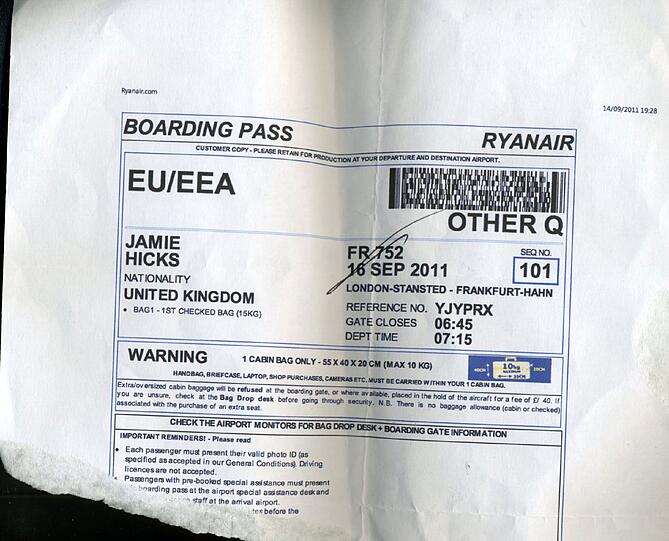 Ryanair.com
14/09/2011 19:28
BOARDING PASS
RYANAIR
CUSTOMER COPY - PLEASE RETAIN FOR PRODUCTION AT YOUR DEPARTURE AND DESTINATION AIRPORT.
EU/EEA
OTHER Q
JAMIE
HICKS
NATIONALITY
UNITED KINGDOM
• BAG1 - 1ST CHECKED BAG (15KG)
FR 752
16 SEP 2011
SEQ NO.
101
LONDON-STANSTED - FRANKFURT-HAHN
REFERENCE NO. YJYPRX
GATE CLOSES 06:45
DEPT TIME 07:15
WARNING
1 CABIN BAG ONLY - 55 X 40 X 20 CM (MAX 10 KG)
HANDBAG, BRIEFCASE, LAPTOP, SHOP PURCHASES, CAMERAS ETC. MUST BE CARRIED WITHIN YOUR 1 CABIN BAG.
10kg
MAXIMUM
Extra/oversized cabin baggage will be refused at the boarding gate, or where available, placed in the hold of the aircraft for a fee of £/ 40. If
you are unsure, check at the Bag Drop desk before going through security. N.B. There is no baggage allowance (cabin or checked)
associated with the purchase of an extra seat.
CHECK THE AIRPORT MONITORS FOR BAG DROP DESK + BOARDING GATE INFORMATION
IMPORTANT REMINDERS! - Please read
• Each passenger must present their valid photo ID (as
specified as accepted in our General Conditions). Driving
licences are not accepted.
• Passengers with pre-booked special assistance must present
boarding pass at the airport special assistance desk and
staff at the arrival airport.
before the